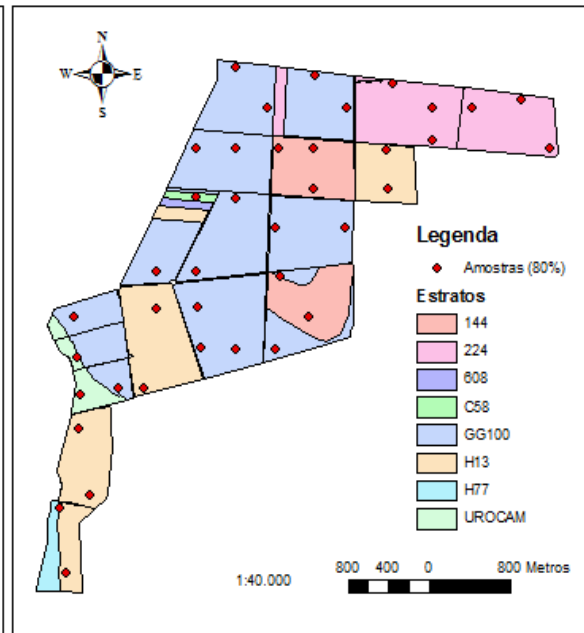 N
W E
S
Legenda
Amostras (80%)
Estratos
144
224
608
C58
GG100
H13
H77
UROCAM
1:40.000
800 400 0 800 Metros